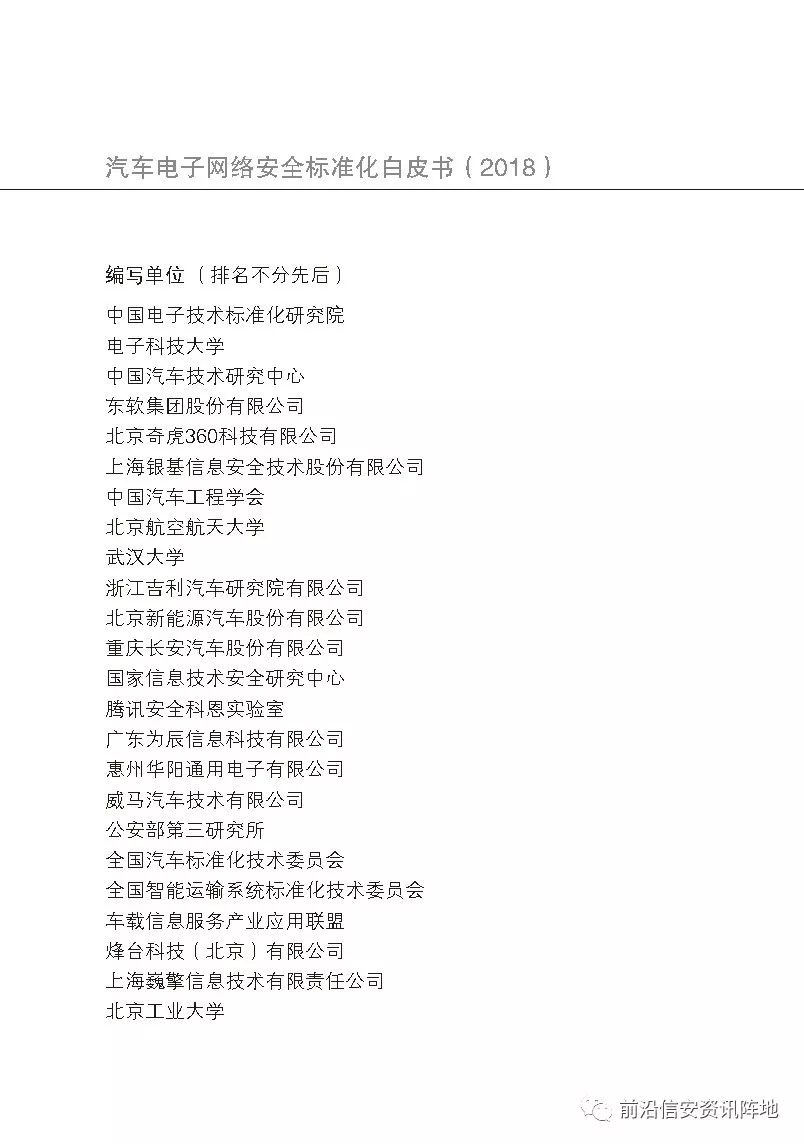 汽车电子网络安全标准化白皮书（2018）
编写单位（排名不分先后）
中国电子技术标准化研究院
电子科技大学
中国汽车技术研究中心
东软集团股份有限公司
北京奇虎360科技有限公司
上海银基信息安全技术股份有限公司
中国汽车工程学会
北京航空航天大学
武汉大学
浙江吉利汽车研究院有限公司
北京新能源汽车股份有限公司
重庆长安汽车股份有限公司
国家信息技术安全研究中心
腾讯安全科恩实验室
广东为辰信息科技有限公司
惠州华阳通用电子有限公司
威马汽车技术有限公司
公安部第三研究所
全国汽车标准化技术委员会
全国智能运输系统标准化技术委员会
车载信息服务产业应用联盟
烽台科技（北京）有限公司
上海巍擎信息技术有限责任公司
北京工业大学
前沿信安资讯阵地